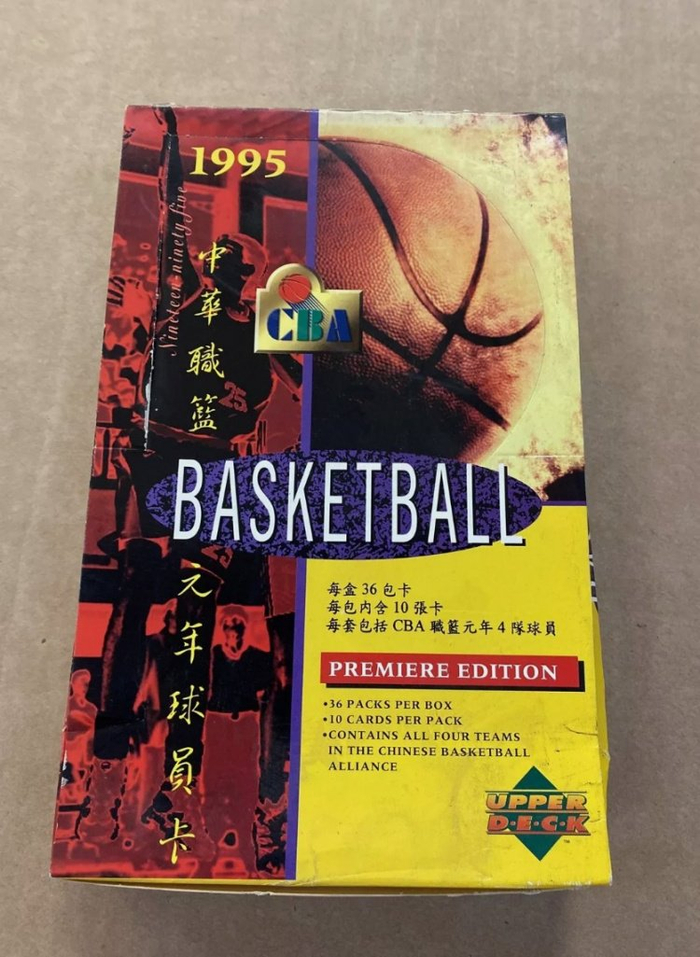 1995
Nineteen-ninety five
中華職籃
CBA
25
BASKETBALL
元年球員卡
每盒 36 包卡
每包內含 10 張卡
每套包括 CBA 職籃元年 4 隊球員
PREMIERE EDITION
•36 PACKS PER BOX
•10 CARDS PER PACK
•CONTAINS ALL FOUR TEAMS
IN THE CHINESE BASKETBALL
ALLIANCE
UPPER
D•E•C•K